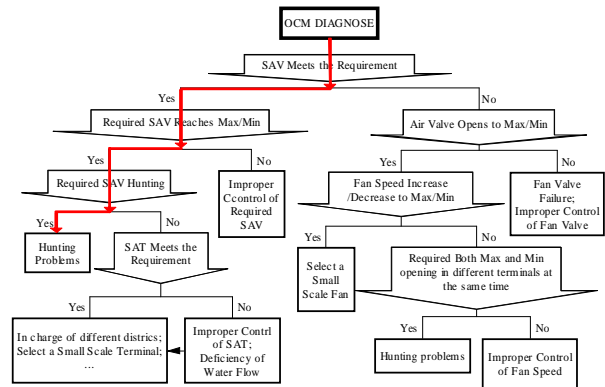 OCM DIAGNOSE
SAV Meets the Requirement
Yes
No
Required SAV Reaches Max/Min
Air Valve Opens to Max/Min
Yes
No
Yes
No
Required SAV Hunting
Improper
Ccontrol of
Required
SAV
Fan Speed Increase
/Decrease to Max/Min
Fan Valve
Failure;
Improper Control
of Fan Valve
Yes
No
Yes
No
Hunting
Problems
SAT Meets the
Requirement
Select a
Small
Scale Fan
Required Both Max and Min
opening in different terminals at
the same time
Yes
No
Yes
No
In charge of different districs;
Select a Small Scale Terminal;
...
Improper Contrl
of SAT;
Deficiency of
Water Flow
Hunting problems
Improper Control
of Fan Speed